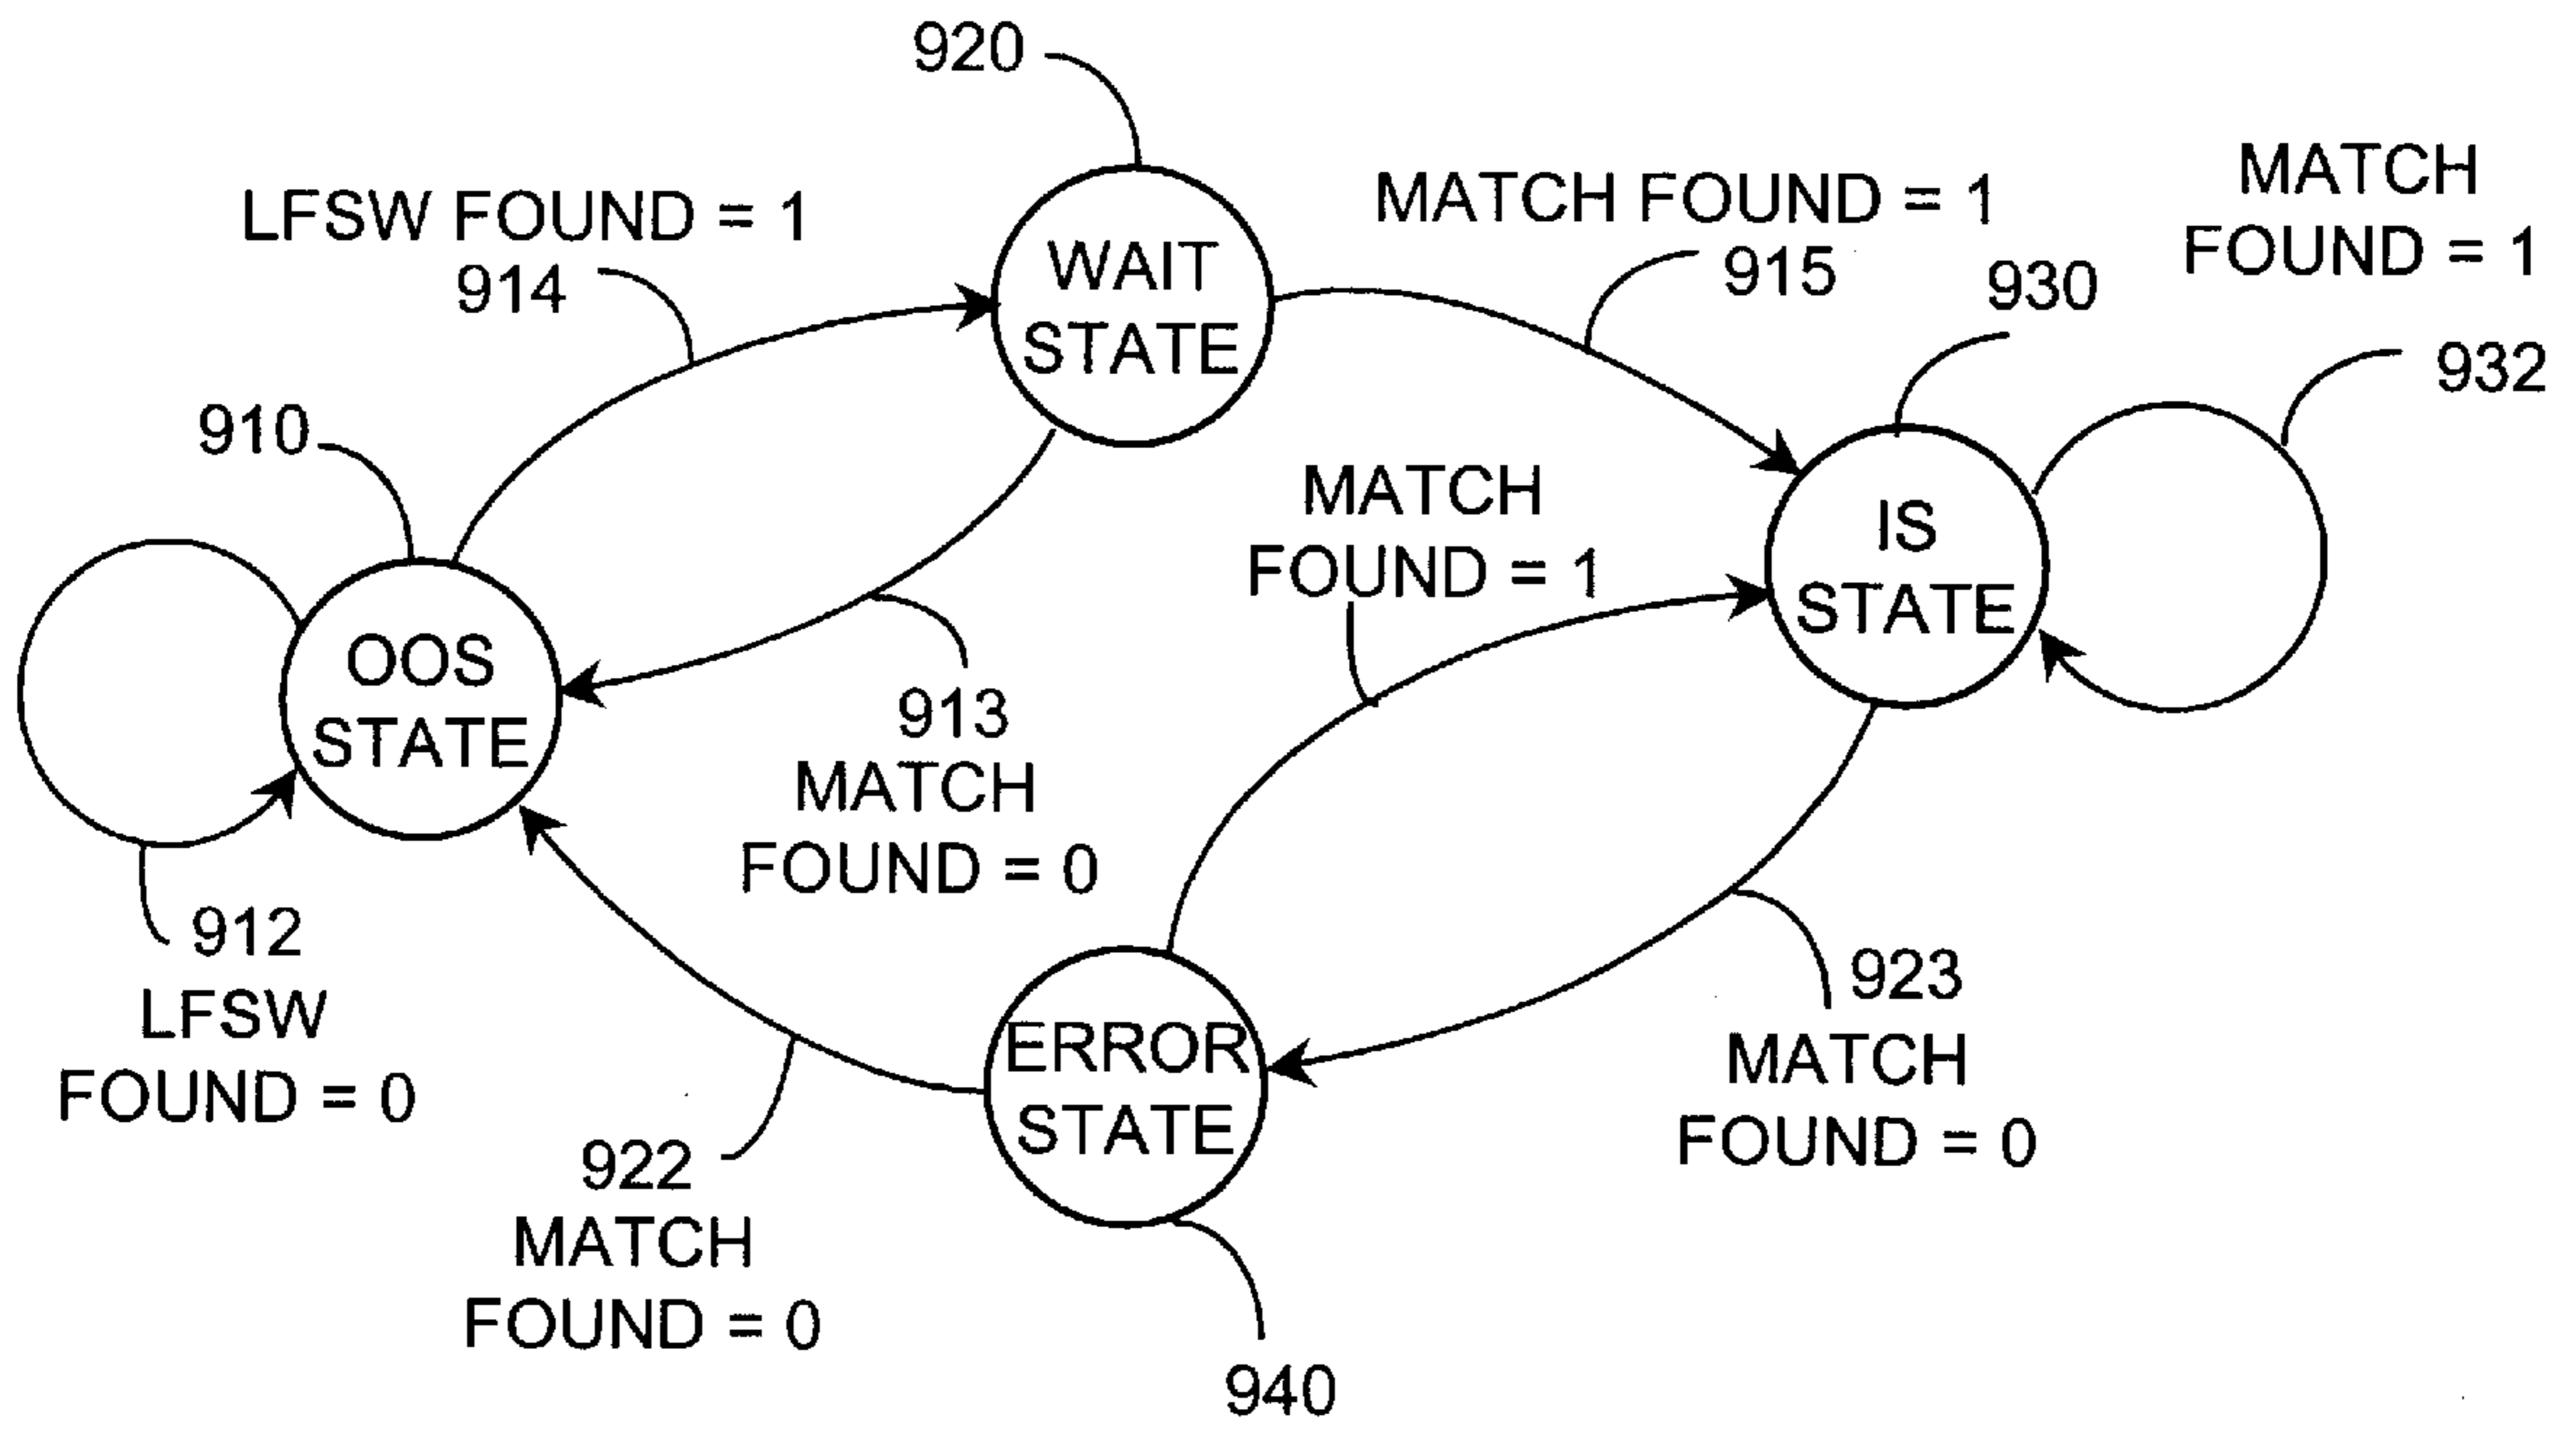 920
LFSW FOUND = 1
914
WAIT
STATE
MATCH FOUND = 1
915
930
MATCH
FOUND = 1
932
910
OOS
STATE
MATCH
FOUND = 1
IS
STATE
913
MATCH
FOUND = 0
912
LFSW
FOUND = 0
923
MATCH
FOUND = 0
ERROR
STATE
922
MATCH
FOUND = 0
940